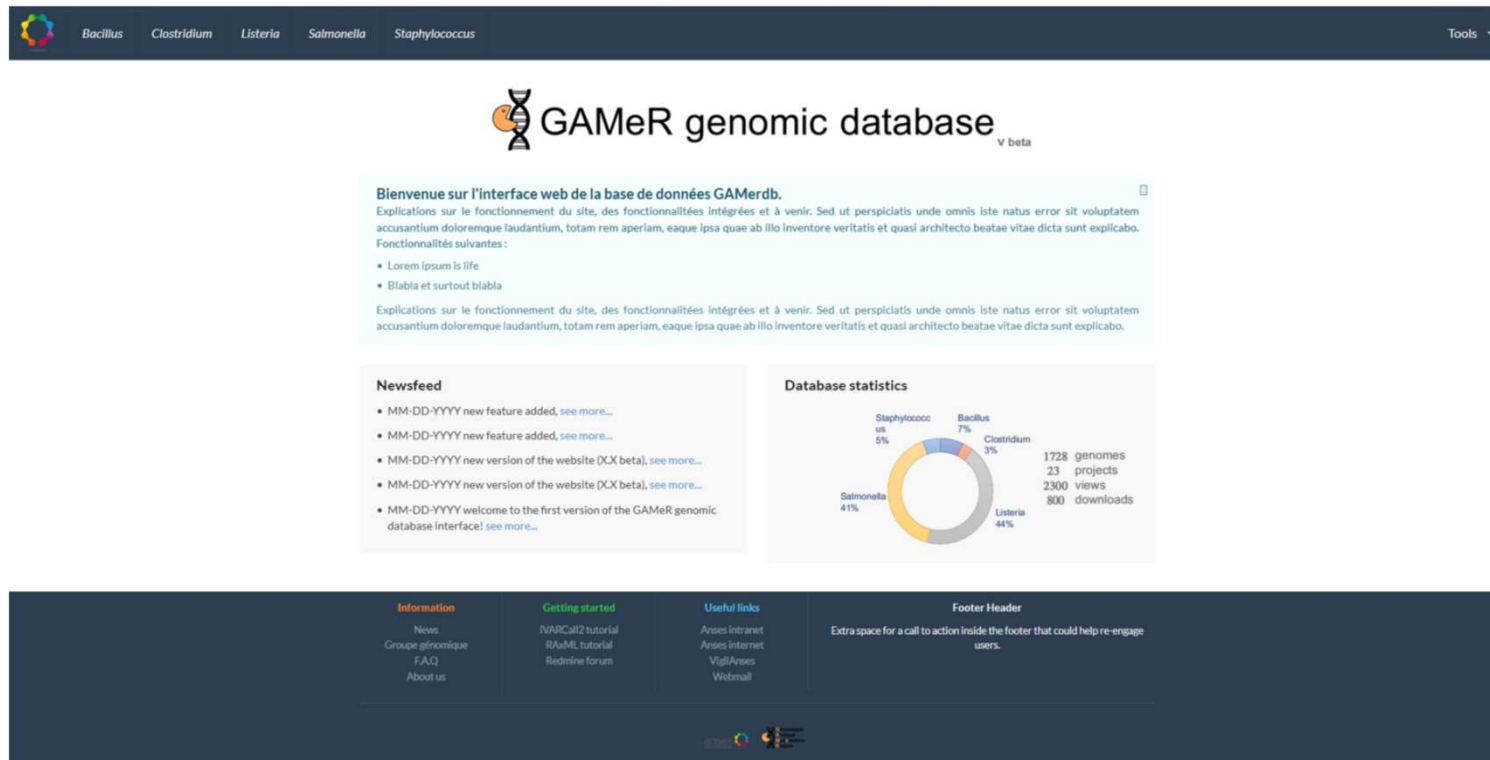 Bacillus Clostridium Listeria Salmonella Staphylococcus Tools
GAMeR genomic database
V beta
Bienvenue sur l'interface web de la base de données GAMerdb.
Explications sur le fonctionnement du site, des fonctionnalitées intégrées et à venir. Sed ut perspiciatis unde omnis iste natus error sit voluptatem
accusantium doloremque laudantium, totam rem aperiam, eaque ipsa quae ab illo inventore veritatis et quasi architecto beatae vitae dicta sunt explicabo.
Fonctionnalités suivantes :
• Lorem ipsum is life
• Blabla et surtout blabla
Explications sur le fonctionnement du site, des fonctionnalitées intégrées et à venir. Sed ut perspiciatis unde omnis iste natus error sit voluptatem
accusantium doloremque laudantium, totam rem aperiam, eaque ipsa quae ab illo inventore veritatis et quasi architecto beatae vitae dicta sunt explicabo.
Newsfeed
• MM-DD-YYYY new feature added, see more...
• MM-DD-YYYY new feature added, see more...
• MM-DD-YYYY new version of the website (X.X beta), see more...
• MM-DD-YYYY new version of the website (X.X beta), see more...
• MM-DD-YYYY welcome to the first version of the GAMeR genomic
database interface! see more...
Database statistics
Staphylococc
us
5%
Bacillus
7%
Clostridium
3%
Salmonella
41%
Listeria
44%
1728 genomes
23 projects
2300 views
800 downloads
Information
News
Groupe génomique
F.A.Q
About us
Getting started
iVARCall2 tutorial
RAxML tutorial
Redmine forum
Useful links
Anses intranet
Anses internet
VigilAnses
Webmail
Footer Header
Extra space for a call to action inside the footer that could help re-engage
users.